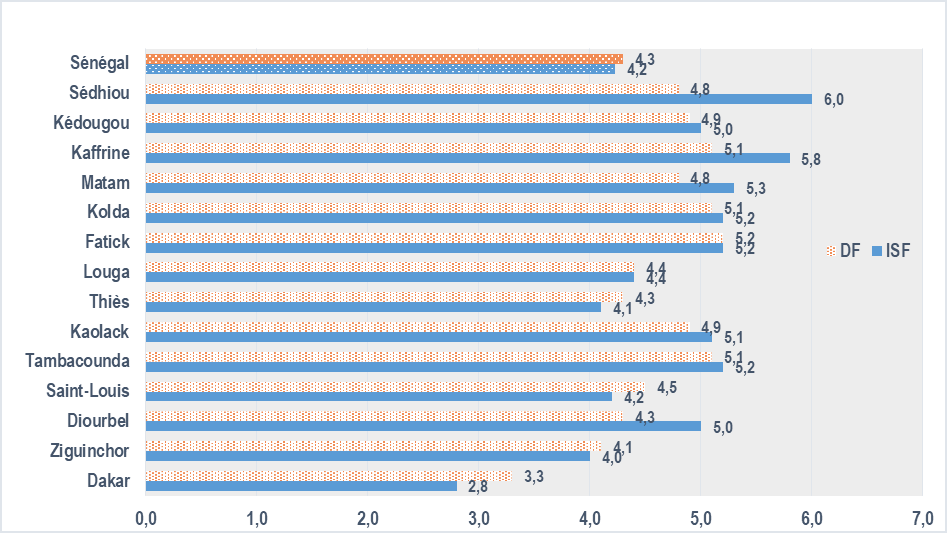 Sénégal 4,3
4,2
Sédhiou 4,8
6,0
Kédougou 4,9
5,0
Kaffrine 5,1
5,8
Matam 4,8
5,3
Kolda 5,1
5,2
Fatick 5,2
5,2
Louga 4,4
4,4
Thiès 4,3
4,1
Kaolack 4,9
5,1
Tambacounda 5,1
5,2
Saint-Louis 4,5
4,2
Diourbel 4,3
5,0
Ziguinchor 4,1
4,0
Dakar 3,3
2,8
0,0 1,0 2,0 3,0 4,0 5,0 6,0 7,0
DF ISF